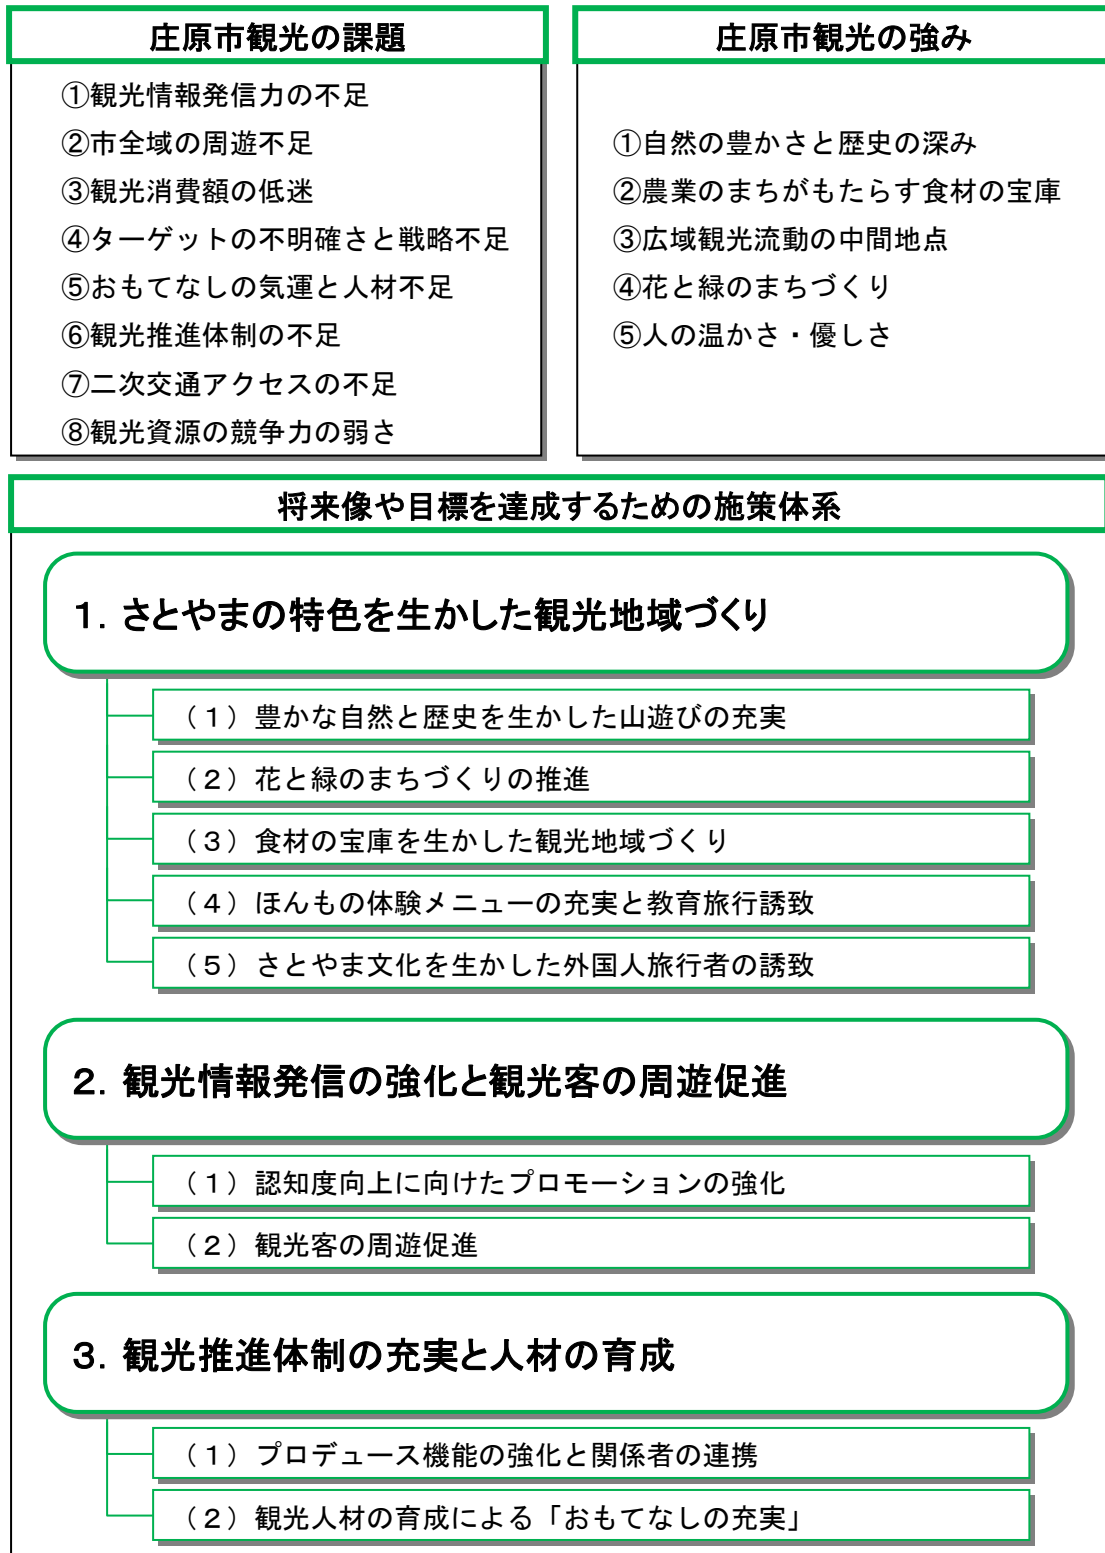 庄原市観光の課題
①観光情報発信力の不足
②市全域の周遊不足
③観光消費額の低迷
④ターゲットの不明確さと戦略不足
⑤おもてなしの気運と人材不足
⑥観光推進体制の不足
⑦二次交通アクセスの不足
⑧観光資源の競争力の弱さ
庄原市観光の強み
①自然の豊かさと歴史の深み
②農業のまちがもたらす食材の宝庫
③広域観光流動の中間地点
④花と緑のまちづくり
⑤人の温かさ・優しさ
将来像や目標を達成するための施策体系
１．さとやまの特色を生かした観光地域づくり
（１）豊かな自然と歴史を生かした山遊びの充実
（２）花と緑のまちづくりの推進
（３）食材の宝庫を生かした観光地域づくり
（４）ほんもの体験メニューの充実と教育旅行誘致
（５）さとやま文化を生かした外国人旅行者の誘致
２．観光情報発信の強化と観光客の周遊促進
（１）認知度向上に向けたプロモーションの強化
（２）観光客の周遊促進
３．観光推進体制の充実と人材の育成
（１）プロデュース機能の強化と関係者の連携
（２）観光人材の育成による「おもてなしの充実」